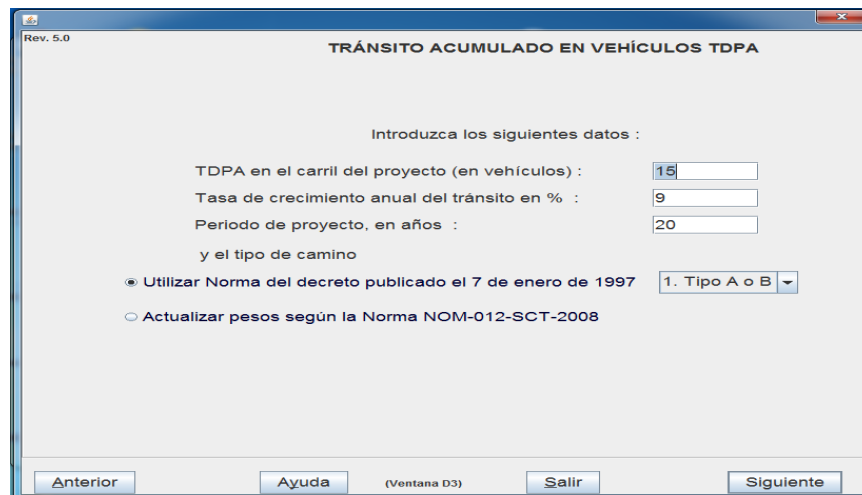 Rev. 5.0
TRÁNSITO ACUMULADO EN VEHÍCULOS TDPA
Introduzca los siguientes datos :
TDPA en el carril del proyecto (en vehículos) : 15
Tasa de crecimiento anual del tránsito en % : 9
Periodo de proyecto, en años : 20
y el tipo de camino
Utilizar Norma del decreto publicado el 7 de enero de 1997 1. Tipo A o B
Actualizar pesos según la Norma NOM-012-SCT-2008
Anterior Ayuda (Ventana D3) Salir Siguiente